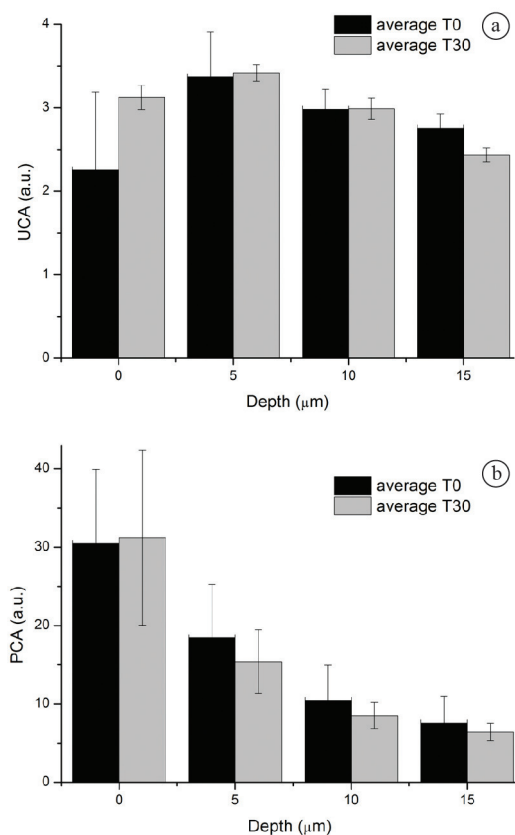 4
3
2
1
0
UCA (a.u.)
average T0
average T30
a
0 5 10 15
Depth (μm)
40
30
20
10
0
PCA (a.u.)
average T0
average T30
b
0 5 10 15
Depth (μm)